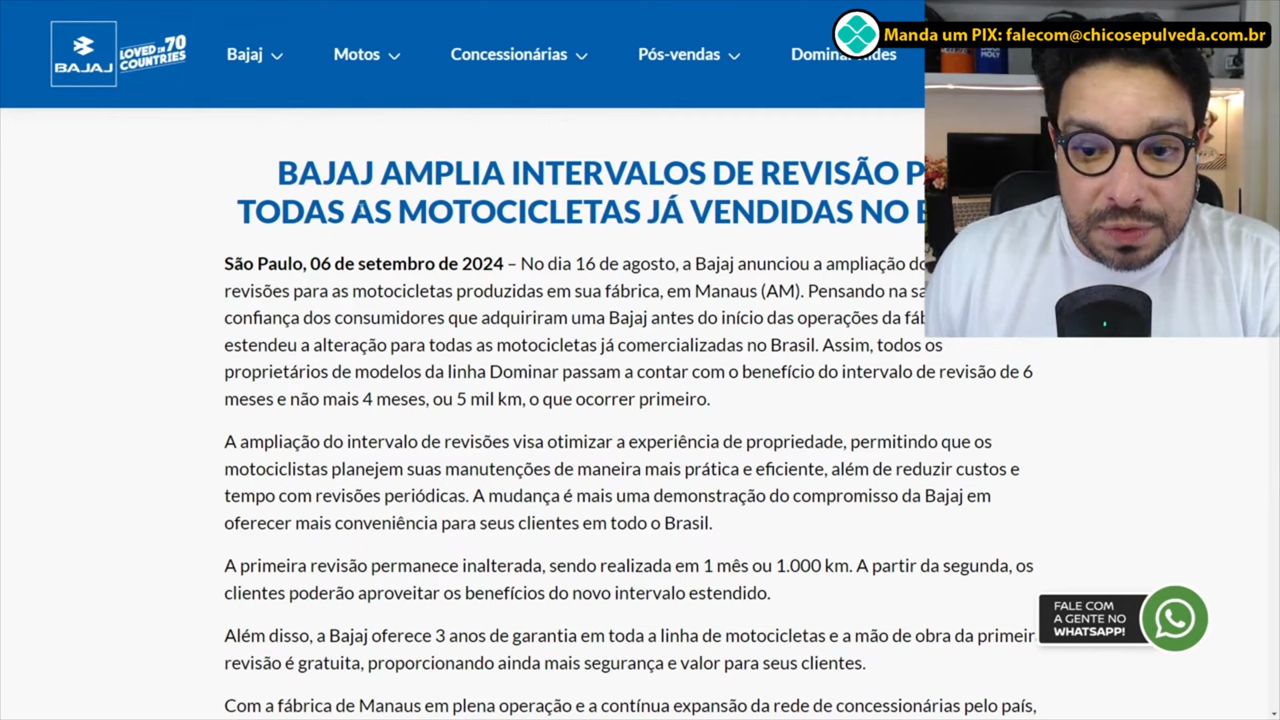 BAJAJ
LOVED IN 70
COUNTRIES
Bajaj
Motos
Concessionárias
Pós-vendas
Manda um PIX: falecom@chicosepulveda.com.br
BAJAJ AMPLIA INTERVALOS DE REVISÃO
TODAS AS MOTOCICLETAS JÁ VENDIDAS NO
São Paulo, 06 de setembro de 2024 – No dia 16 de agosto, a Bajaj anunciou a ampliação
revisões para as motocicletas produzidas em sua fábrica, em Manaus (AM). Pensando na
confiança dos consumidores que adquiriram uma Bajaj antes do início das operações da
estendeu a alteração para todas as motocicletas já comercializadas no Brasil. Assim, todos os
proprietários de modelos da linha Dominar passam a contar com o benefício do intervalo de revisão de 6
meses e não mais 4 meses, ou 5 mil km, o que ocorrer primeiro.
A ampliação do intervalo de revisões visa otimizar a experiência de propriedade, permitindo que os
motociclistas planejem suas manutenções de maneira mais prática e eficiente, além de reduzir custos e
tempo com revisões periódicas. A mudança é mais uma demonstração do compromisso da Bajaj em
oferecer mais conveniência para seus clientes em todo o Brasil.
A primeira revisão permanece inalterada, sendo realizada em 1 mês ou 1.000 km. A partir da segunda, os
clientes poderão aproveitar os benefícios do novo intervalo estendido.
Além disso, a Bajaj oferece 3 anos de garantia em toda a linha de motocicletas e a mão de obra da
revisão é gratuita, proporcionando ainda mais segurança e valor para seus clientes.
Com a fábrica de Manaus em plena operação e a contínua expansão da rede de concessionárias pelo país,
FALE COM
A GENTE NO
WHATSAPP!